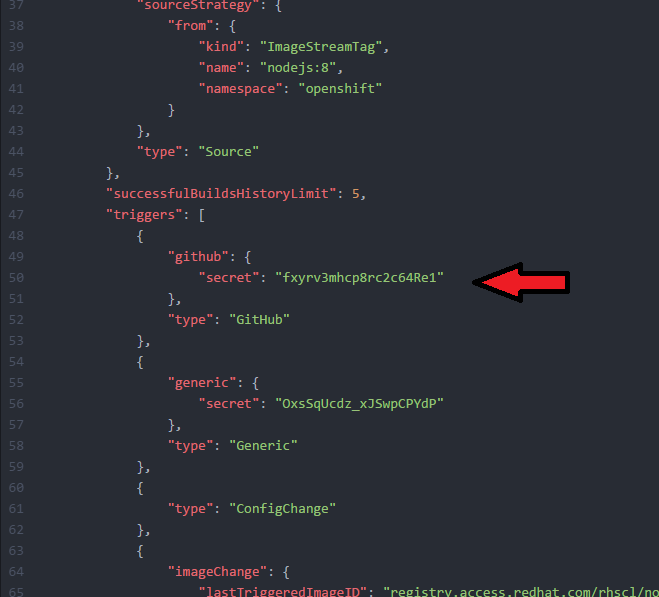 37 "sourceStrategy": {
38 "from": {
39 "kind": "ImageStreamTag",
40 "name": "nodejs:8",
41 "namespace": "openshift"
42 }
43 },
44 "type": "Source"
45 },
46 "successfulBuildsHistoryLimit": 5,
47 "triggers": [
48 {
49 "github": {
50 "secret": "fxyrv3mhcp8rc2c64Re1"
51 },
52 "type": "GitHub"
53 },
54 {
55 "generic": {
56 "secret": "OxsSqUcdz_xJSwpCPYdP"
57 },
58 "type": "Generic"
59 },
60 {
61 "type": "ConfigChange"
62 },
63 {
64 "imageChange": {
65 "lastTriggeredImageID": "registry.access.redhat.com/rhscl/no